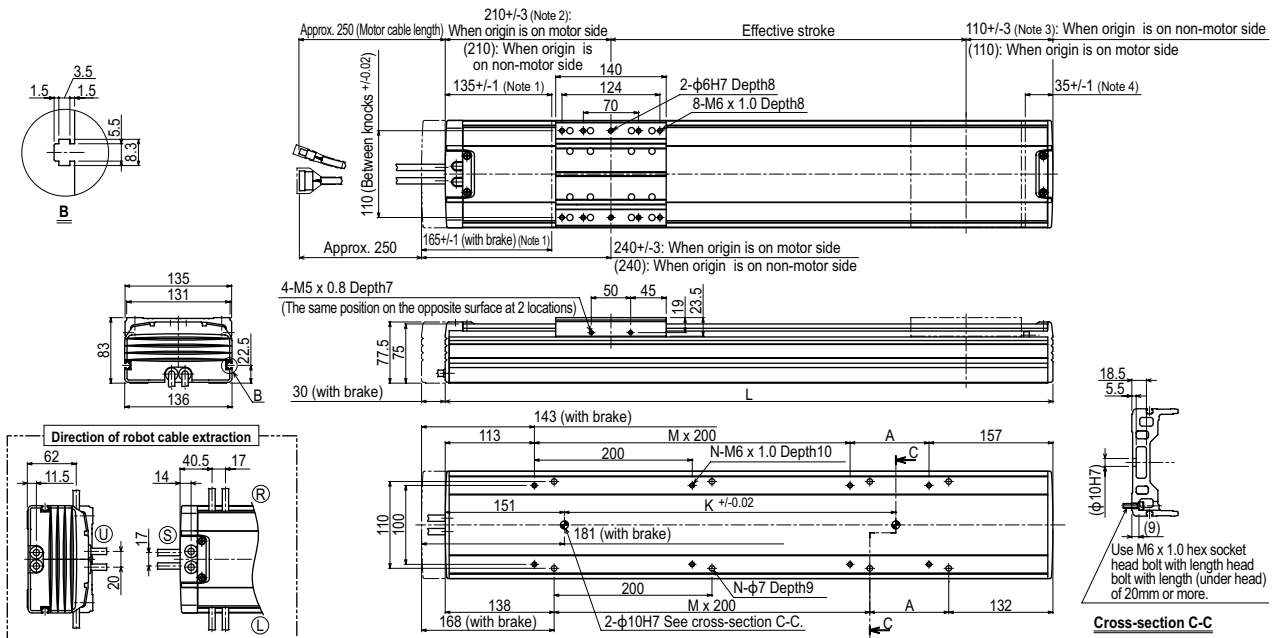 Approx. 250 (Motor cable length)
210+/-3 (Note 2):
When origin is on motor side
(210): When origin is
on non-motor side
Effective stroke
110+/-3 (Note 3): When origin is on non-motor side
(110): When origin is on motor side
3.5
1.5
1.5
5.5
8.3
B
135+/-1 (Note 1)
140
124
70
2-ϕ6H7 Depth8
8-M6 x 1.0 Depth8
35+/-1 (Note 4)
110 (Between knocks +/-0.02)
165+/-1 (with brake) (Note 1)
Approx. 250
240+/-3: When origin is on motor side
(240): When origin is on non-motor side
135
131
83
22.5
136
B
4-M5 x 0.8 Depth7
(The same position on the opposite surface at 2 locations)
50
45
19
23.5
77.5
75
30 (with brake)
L
143 (with brake)
113
M x 200
A
157
200
N-M6 x 1.0 Depth10
C
151
K +/-0.02
181 (with brake)
110
100
200
N-ϕ7 Depth9
138
M x 200
A
132
168 (with brake)
2-ϕ10H7 See cross-section C-C.
C
Direction of robot cable extraction
62
11.5
U
20
40.5
17
14
R
S
17
L
18.5
5.5
(ϕ10H7)
(9)
Use M6 x 1.0 hex socket
head bolt with length head
bolt with length (under head)
of 20mm or more.
Cross-section C-C